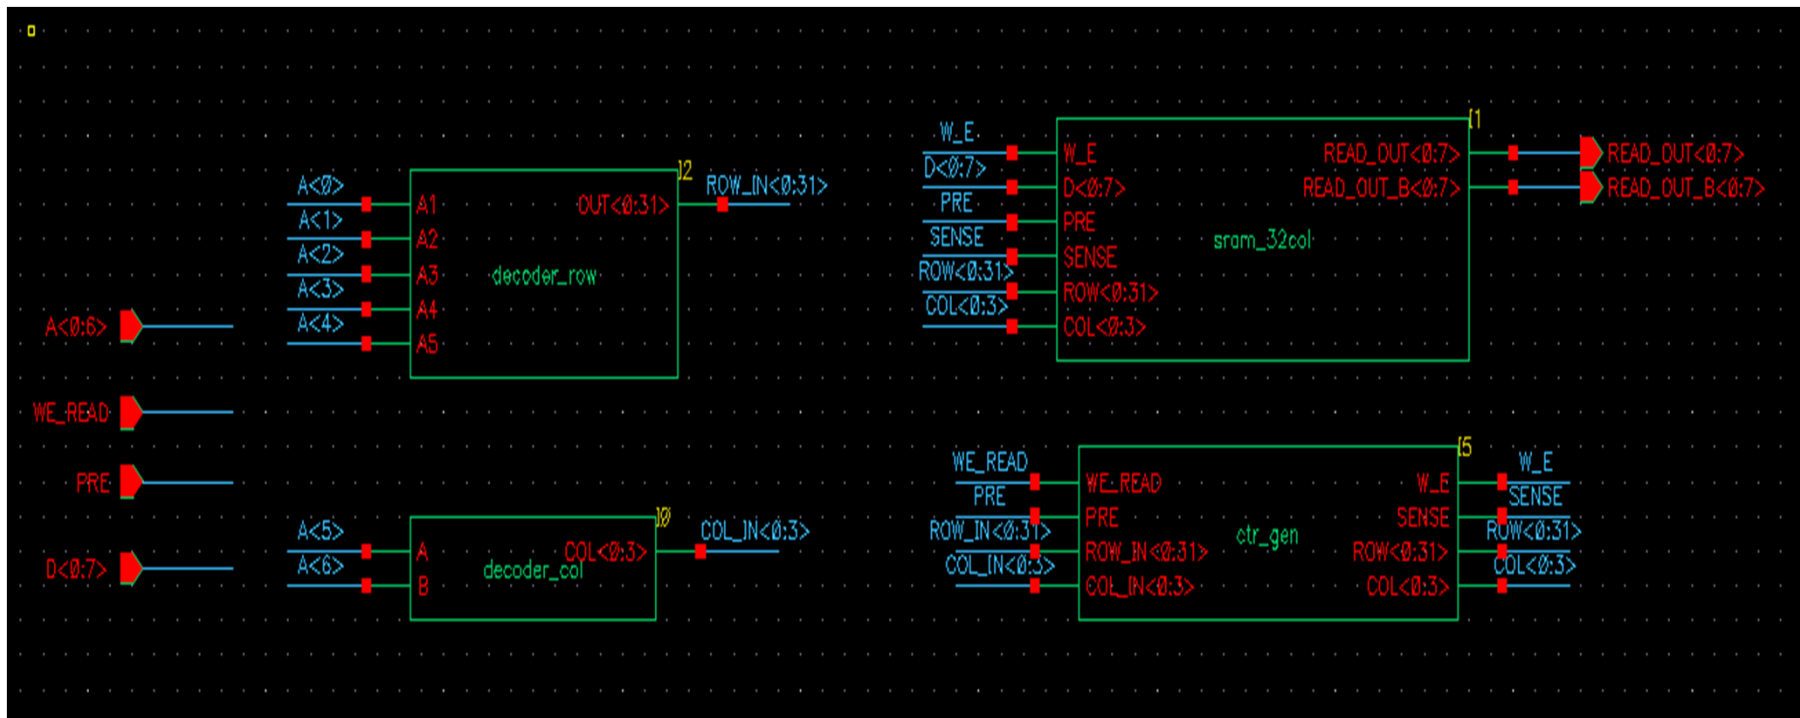 A<0:6>
WE_READ
PRE
D<0:7>
A<0>
A<1>
A<2>
A<3>
A<4>
A1
A2
A3
A4
A5
decoder_row
OUT<0:31>
I2
ROW_IN<0:31>
A<5>
A<6>
A
B
decoder_col
COL<0:3>
I0
COL_IN<0:3>
W_E
D<0:7>
PRE
SENSE
ROW<0:31>
COL<0:3>
W_E
D<0:7>
PRE
SENSE
ROW<0:31>
COL<0:3>
sram_32col
I1
READ_OUT<0:7>
READ_OUT_B<0:7>
READ_OUT<0:7>
READ_OUT_B<0:7>
WE_READ
PRE
ROW_IN<0:31>
COL_IN<0:3>
WE_READ
PRE
ROW_IN<0:31>
COL_IN<0:3>
ctr_gen
I5
W_E
SENSE
ROW<0:31>
COL<0:3>
W_E
SENSE
ROW<0:31>
COL<0:3>